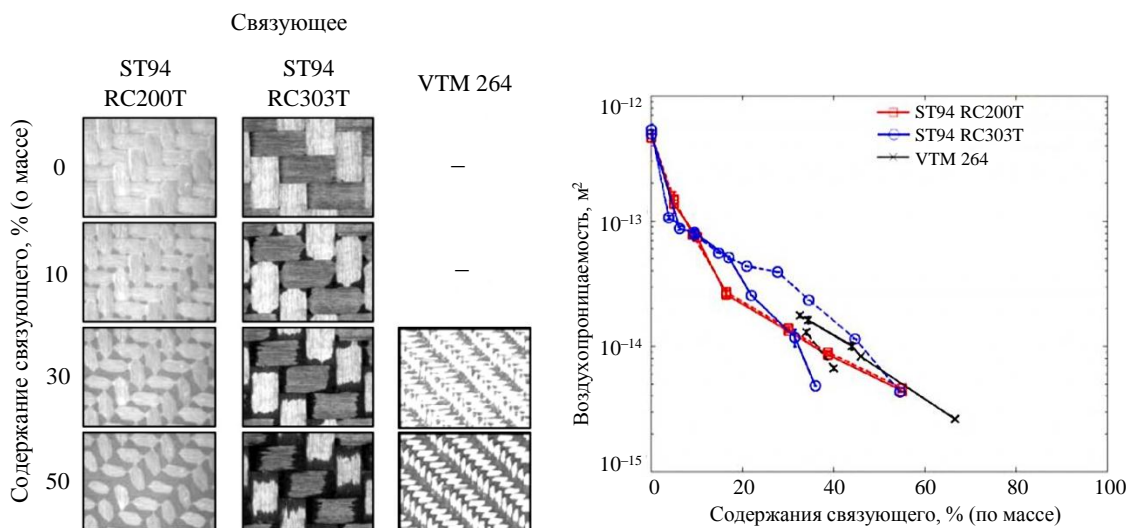 Связующее
ST94
RC200T
ST94
RC303T
VTM 264
Содержание связующего, % (о массе)
0
–
10
–
30
50
10⁻¹²
10⁻¹³
10⁻¹⁴
10⁻¹⁵
Воздухопроницаемость, м²
ST94 RC200T
ST94 RC303T
VTM 264
0 20 40 60 80 100
Содержания связующего, % (по массе)